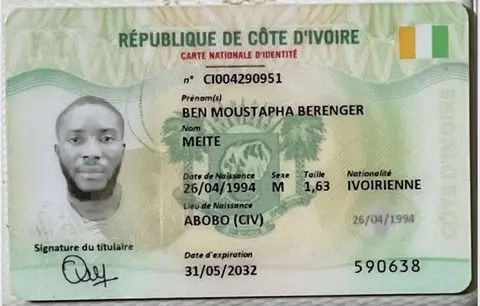 RÉPUBLIQUE DE CÔTE D'IVOIRE
CARTE NATIONALE D'IDENTITÉ
n° CI004290951
Prénom(s)
BEN MOUSTAPHA BERENGER
Nom
MEITE
Date de Naissance Sexe Taille Nationalité
26/04/1994 M 1,63 IVOIRIENNE
Lieu de Naissance
ABOBO (CIV) 26/04/1994
Signature du titulaire
Date d'expiration
31/05/2032 590638